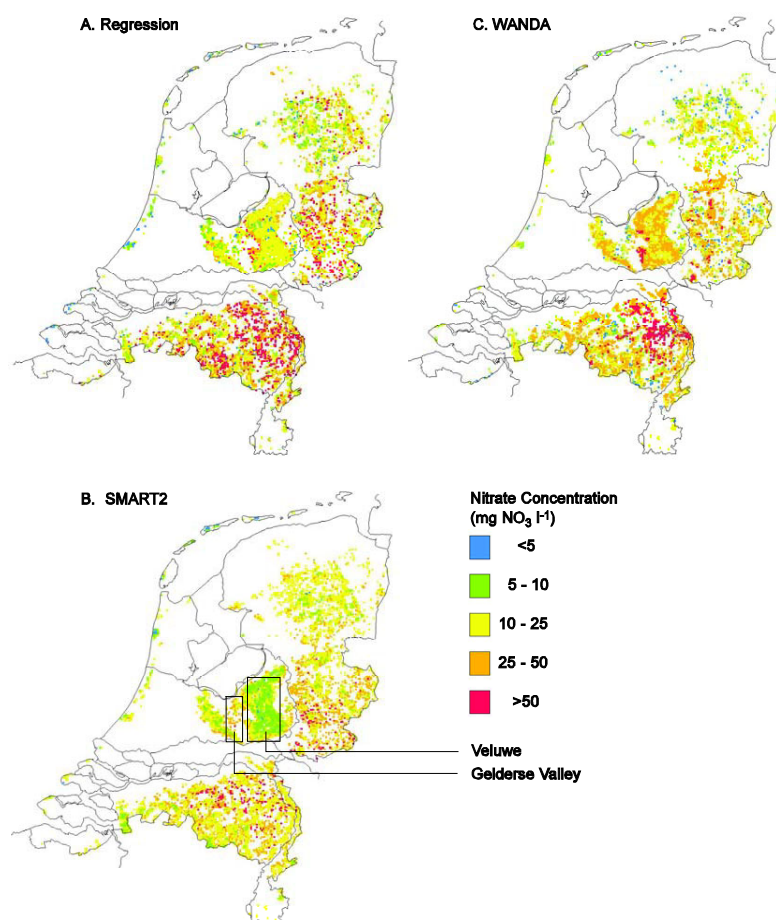 A. Regression
C. WANDA
B. SMART2
Nitrate Concentration
(mg NO₃ l⁻¹)
<5
5 - 10
10 - 25
25 - 50
>50
Veluwe
Gelderse Valley